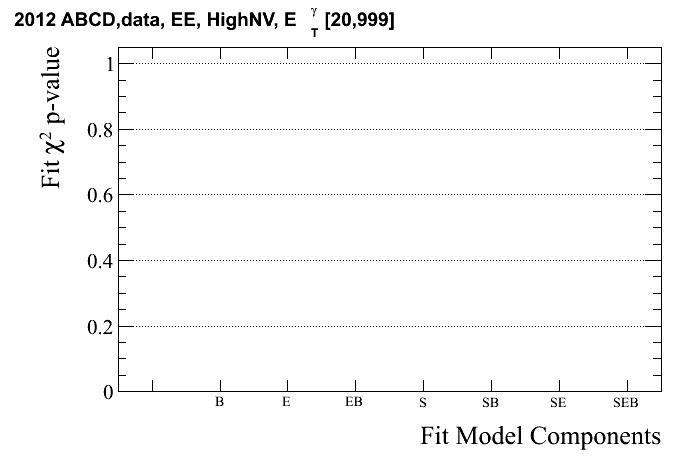 2012 ABCD,data, EE, HighNV, E γ T [20,999]
Fit χ² p-value
1
0.8
0.6
0.4
0.2
0
B E EB S SB SE SEB
Fit Model Components